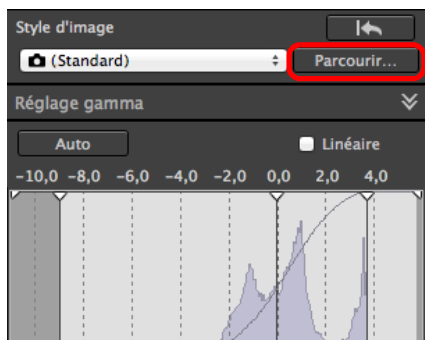 Style d'image
(Standard) Parcourir...
Réglage gamma
Auto Linéaire
-10,0 -8,0 -6,0 -4,0 -2,0 0,0 2,0 4,0